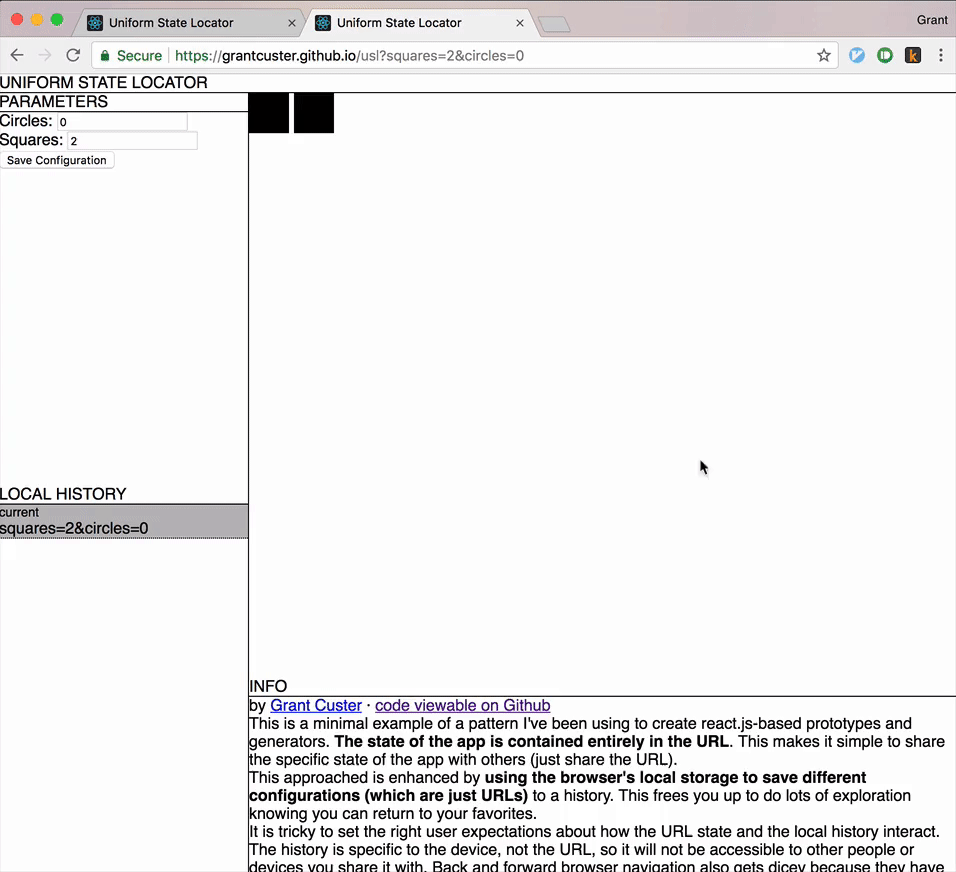 Uniform State Locator
Uniform State Locator
Grant
Secure
https://grantcuster.github.io/usl?squares=2&circles=0
UNIFORM STATE LOCATOR
PARAMETERS
Circles: 0
Squares: 2
Save Configuration
LOCAL HISTORY
current
squares=2&circles=0
INFO
by Grant Custer · code viewable on Github
This is a minimal example of a pattern I've been using to create react.js-based prototypes and
generators. The state of the app is contained entirely in the URL. This makes it simple to share
the specific state of the app with others (just share the URL).
This approached is enhanced by using the browser's local storage to save different
configurations (which are just URLs) to a history. This frees you up to do lots of exploration
knowing you can return to your favorites.
It is tricky to set the right user expectations about how the URL state and the local history interact.
The history is specific to the device, not the URL, so it will not be accessible to other people or
devices you share it with. Back and forward browser navigation also gets dicey because they have